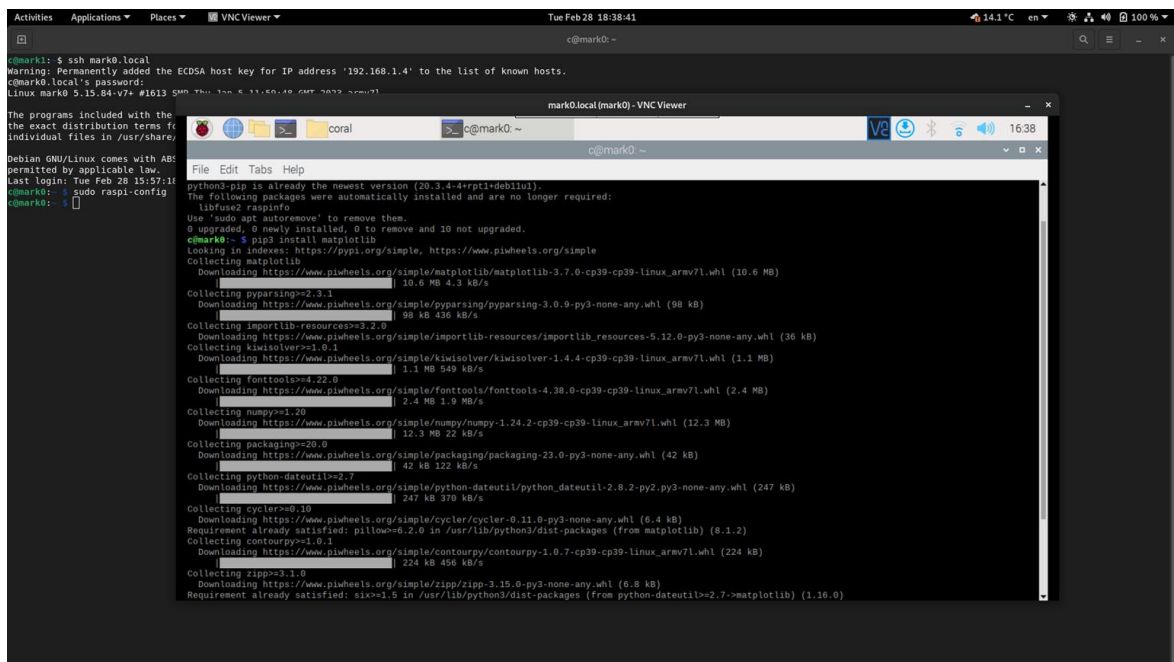 Activities Applications Places VNC Viewer Tue Feb 28 18:38:41 14.1 °C en 100 %
c@mark0: ~
c@mark1: $ ssh mark0.local
Warning: Permanently added the ECDSA host key for IP address '192.168.1.4' to the list of known hosts.
c@mark0.local's password:
Linux mark0 5.15.84-v7+ #1613 SMP Thu Jan 5 11:59:48 GMT 2023 armv7l
The programs included with the
the exact distribution terms fo
individual files in /usr/share/
Debian GNU/Linux comes with ABS
permitted by applicable law.
Last login: Tue Feb 28 15:57:18
c@mark0:~ $ sudo raspi-config
c@mark0:~ $
mark0.local (mark0) - VNC Viewer
coral c@mark0: ~ V2 16:38
c@mark0: ~
File Edit Tabs Help
python3-pip is already the newest version (20.3.4-4+rpt1+deb11u1).
The following packages were automatically installed and are no longer required:
libfuse2 raspinfo
Use 'sudo apt autoremove' to remove them.
0 upgraded, 0 newly installed, 0 to remove and 10 not upgraded.
c@mark0:~ $ pip3 install matplotlib
Looking in indexes: https://pypi.org/simple, https://www.piwheels.org/simple
Collecting matplotlib
Downloading https://www.piwheels.org/simple/matplotlib/matplotlib-3.7.0-cp39-cp39-linux_armv7l.whl (10.6 MB)
| | 10.6 MB 4.3 kB/s
Collecting pyparsing>=2.3.1
Downloading https://www.piwheels.org/simple/pyparsing/pyparsing-3.0.9-py3-none-any.whl (98 kB)
| | 98 kB 436 kB/s
Collecting importlib-resources>=3.2.0
Downloading https://www.piwheels.org/simple/importlib-resources/importlib_resources-5.12.0-py3-none-any.whl (36 kB)
Collecting kiwisolver>=1.0.1
Downloading https://www.piwheels.org/simple/kiwisolver/kiwisolver-1.4.4-cp39-cp39-linux_armv7l.whl (1.1 MB)
| | 1.1 MB 549 kB/s
Collecting fonttools>=4.22.0
Downloading https://www.piwheels.org/simple/fonttools/fonttools-4.38.0-cp39-cp39-linux_armv7l.whl (2.4 MB)
| | 2.4 MB 1.9 MB/s
Collecting numpy>=1.20
Downloading https://www.piwheels.org/simple/numpy/numpy-1.24.2-cp39-cp39-linux_armv7l.whl (12.3 MB)
| | 12.3 MB 22 kB/s
Collecting packaging>=20.0
Downloading https://www.piwheels.org/simple/packaging/packaging-23.0-py3-none-any.whl (42 kB)
| | 42 kB 122 kB/s
Collecting python-dateutil>=2.7
Downloading https://www.piwheels.org/simple/python-dateutil/python_dateutil-2.8.2-py2.py3-none-any.whl (247 kB)
| | 247 kB 370 kB/s
Collecting cycler>=0.10
Downloading https://www.piwheels.org/simple/cycler/cycler-0.11.0-py3-none-any.whl (6.4 kB)
Requirement already satisfied: pillow>=6.2.0 in /usr/lib/python3/dist-packages (from matplotlib) (8.1.2)
Collecting contourpy>=1.0.1
Downloading https://www.piwheels.org/simple/contourpy/contourpy-1.0.7-cp39-cp39-linux_armv7l.whl (224 kB)
| | 224 kB 456 kB/s
Collecting zipp>=3.1.0
Downloading https://www.piwheels.org/simple/zipp/zipp-3.15.0-py3-none-any.whl (6.8 kB)
Requirement already satisfied: six>=1.5 in /usr/lib/python3/dist-packages (from python-dateutil>=2.7->matplotlib) (1.16.0)